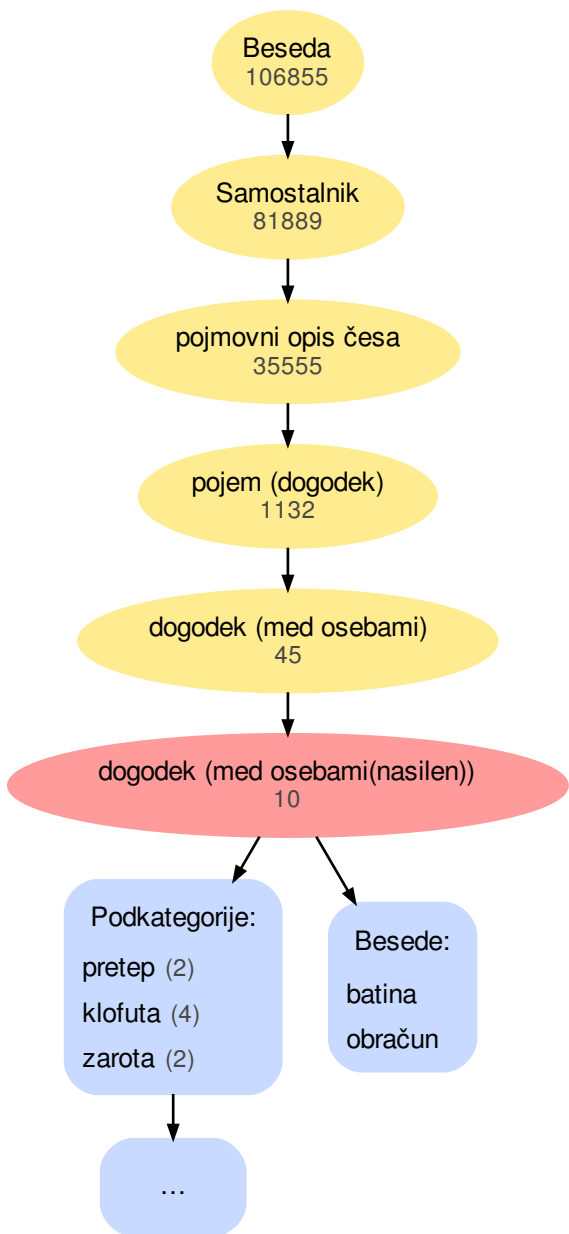 Beseda
106855
Samostalnik
81889
pojmovni opis česa
35555
pojem (dogodek)
1132
dogodek (med osebami)
45
dogodek (med osebami(nasilen))
10
Podkategorije:
pretep (2)
klofuta (4)
zarota (2)
Besede:
batina
obračun
...